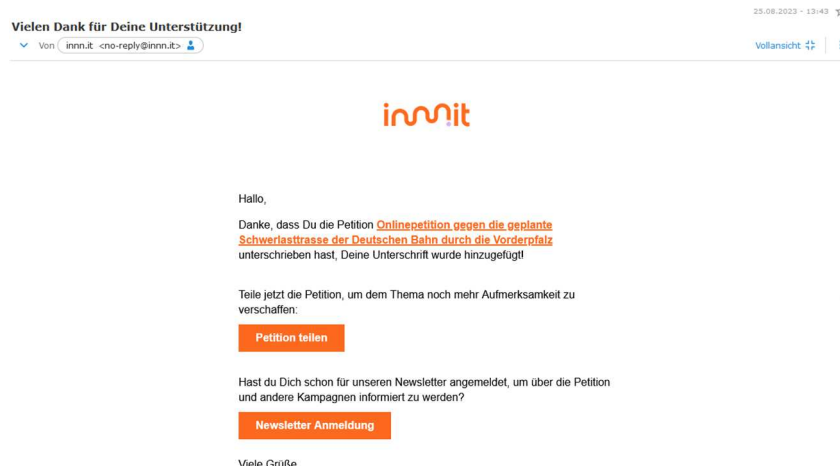 25.08.2023 - 13:43
Vielen Dank für Deine Unterstützung!
Von innn.it <no-reply@innn.it>
Vollansicht
innn.it
Hallo,
Danke, dass Du die Petition Onlinepetition gegen die geplante
Schwerlasttrasse der Deutschen Bahn durch die Vorderpfalz
unterschrieben hast, Deine Unterschrift wurde hinzugefügt!
Teile jetzt die Petition, um dem Thema noch mehr Aufmerksamkeit zu
verschaffen:
Petition teilen
Hast du Dich schon für unseren Newsletter angemeldet, um über die Petition
und andere Kampagnen informiert zu werden?
Newsletter Anmeldung
Viele Grüße